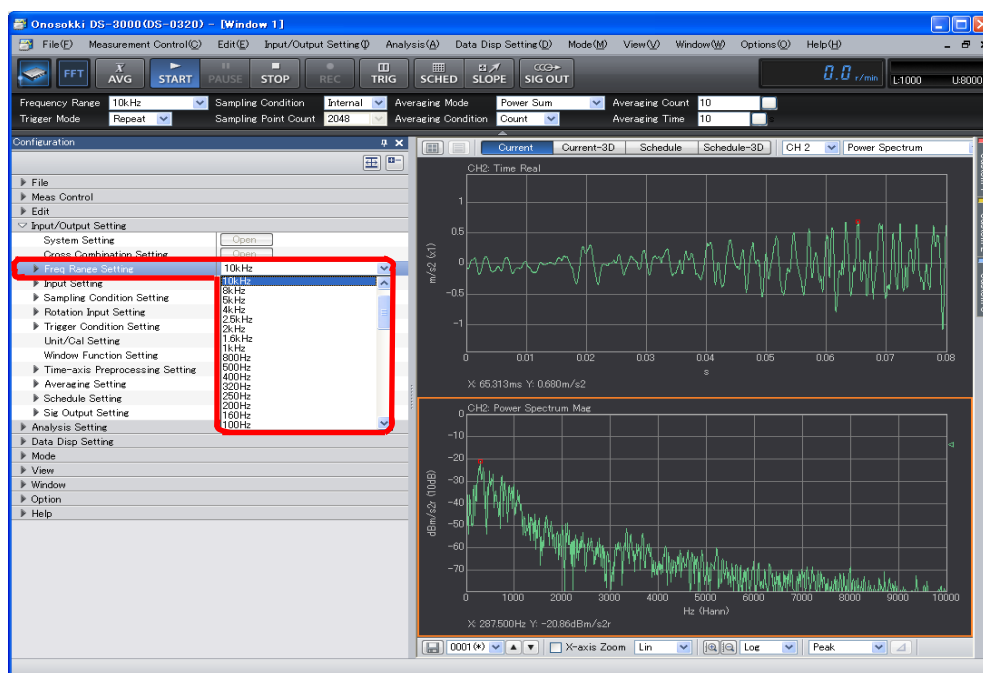 Onosokki DS-3000(DS-0320) - [Window 1]
File(F) Measurement Control(C) Edit(E) Input/Output Setting(I) Analysis(A) Data Disp Setting(D) Mode(M) View(V) Window(W) Options(O) Help(H)
FFT AVG START PAUSE STOP REC TRIG SCHED SLOPE SIG OUT 0.0 r/min L:1000 U:8000
Frequency Range 10kHz Sampling Condition Internal Averaging Mode Power Sum Averaging Count 10
Trigger Mode Repeat Sampling Point Count 2048 Averaging Condition Count Averaging Time 10 s
Configuration
Current Current-3D Schedule Schedule-3D CH 2 Power Spectrum
File
Meas Control
Edit
Input/Output Setting
System Setting Open
Cross Combination Setting Open
Freq Range Setting 10kHz
Input Setting
Sampling Condition Setting
Rotation Input Setting
Trigger Condition Setting
Unit/Cal Setting
Window Function Setting
Time-axis Preprocessing Setting
Averaging Setting
Schedule Setting
Sig Output Setting
Analysis Setting
Data Disp Setting
Mode
View
Window
Option
Help
10kHz
8kHz
5kHz
4kHz
2.5kHz
2kHz
1.6kHz
1kHz
800Hz
500Hz
400Hz
320Hz
250Hz
200Hz
160Hz
100Hz
CH2: Time Real
1
0.5
0
-0.5
-1
m/s2 (x1)
0 0.01 0.02 0.03 0.04 0.05 0.06 0.07 0.08
s
X: 65.313ms Y: 0.680m/s2
CH2: Power Spectrum Mag
0
-10
-20
-30
-40
-50
-60
-70
dBm/s2r (10dB)
0 1000 2000 3000 4000 5000 6000 7000 8000 9000 10000
Hz (Hann)
X: 287.500Hz Y: -20.86dBm/s2r
0001(*) X-axis Zoom Lin Log Peak